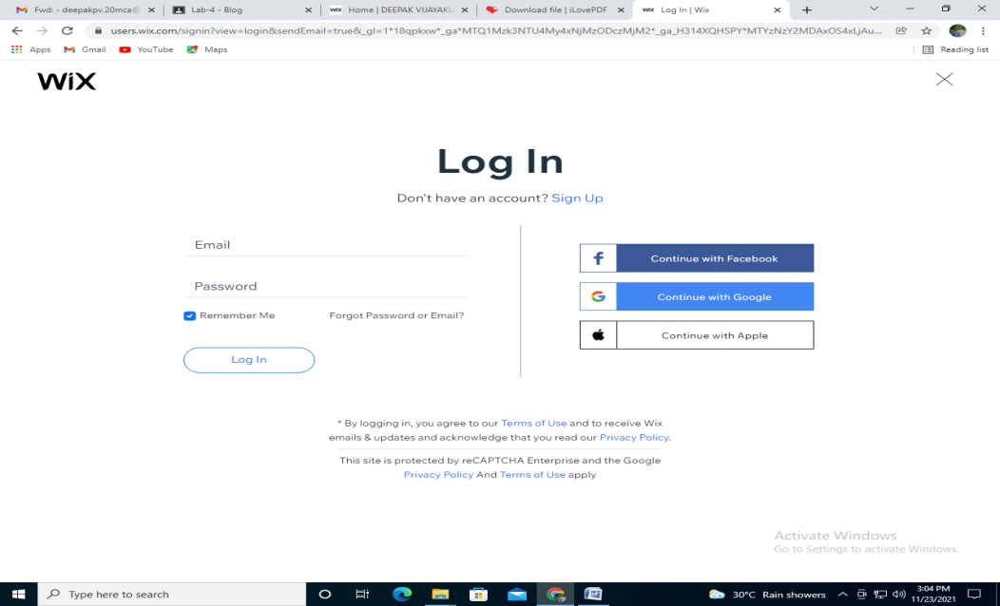 Fwd: - deepakpv.20mca@
Lab-4 - Blog
WIX Home | DEEPAK VIJAYAKU
Download file | iLovePDF
WIX Log In | Wix
users.wix.com/signin?view=login&sendEmail=true&_gl=1*18qpkxw*_ga*MTQ1Mzk3NTU4My4xNjMzODczMjM2*_ga_H314XQHSPY*MTYzNzY2MDAxOS4xLjAu...
Apps Gmail YouTube Maps Reading list
WiX
Log In
Don't have an account? Sign Up
Email
Password
Remember Me Forgot Password or Email?
Log In
f Continue with Facebook
G Continue with Google
Continue with Apple
* By logging in, you agree to our Terms of Use and to receive Wix
emails & updates and acknowledge that you read our Privacy Policy.
This site is protected by reCAPTCHA Enterprise and the Google
Privacy Policy And Terms of Use apply
Activate Windows
Go to Settings to activate Windows.
Type here to search
30°C Rain showers
3:04 PM
11/23/2021